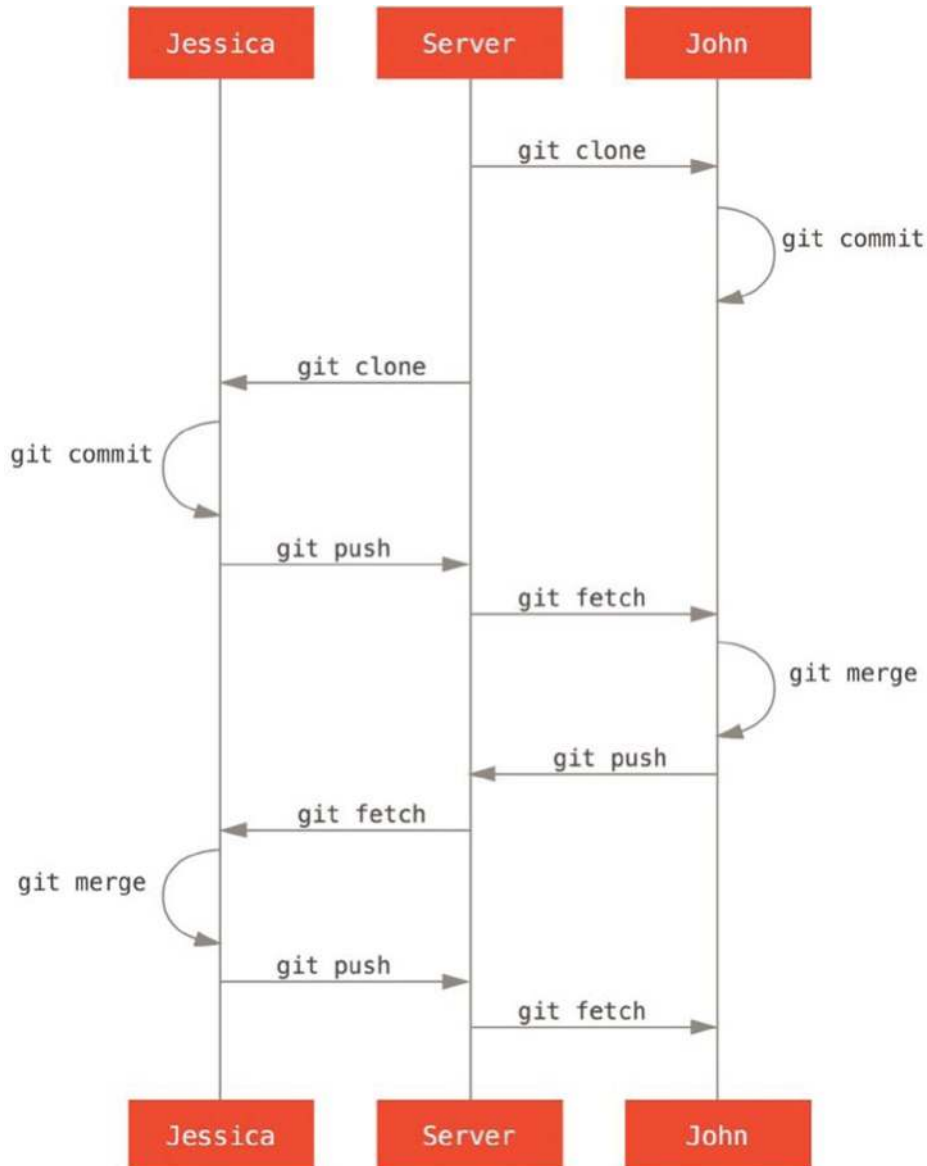 Jessica Server John
git clone
git commit
git clone
git commit
git push
git fetch
git merge
git push
git fetch
git merge
git push
git fetch
Jessica Server John